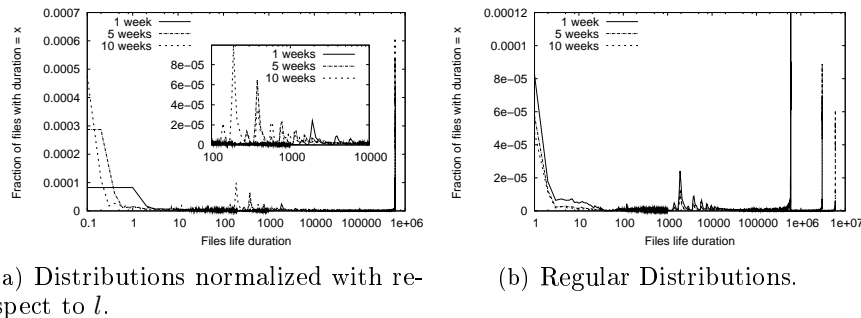 0.0007
0.0006
0.0005
0.0004
0.0003
0.0002
0.0001
0
Fraction of files with duration = x
1 week
5 weeks
10 weeks
8e-05
6e-05
4e-05
2e-05
0
1 weeks
5 weeks
10 weeks
100 1000 10000
0.1 1 10 100 1000 10000 100000 1e+06
Files life duration
0.00012
0.0001
8e-05
6e-05
4e-05
2e-05
0
Fraction of files with duration = x
1 week
5 weeks
10 weeks
1 10 100 1000 10000 100000 1e+06 1e+07
Files life duration
a) Distributions normalized with re-
spect to l.
(b) Regular Distributions.